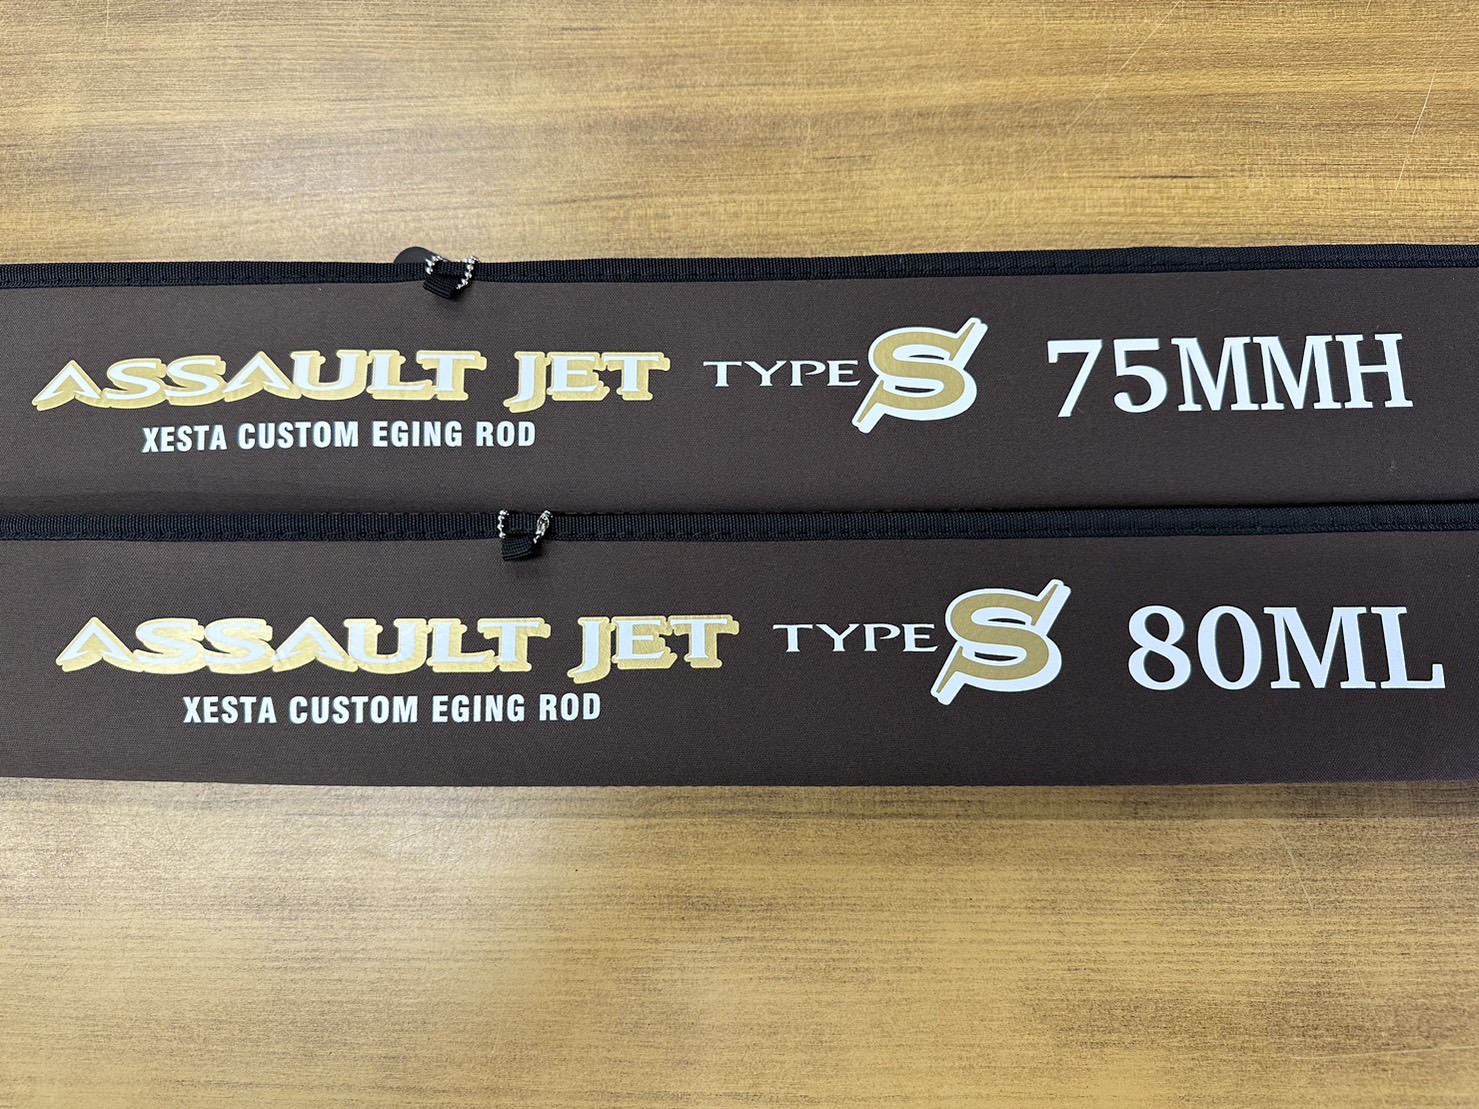 ASSAULT JET TYPE S 75MMH
XESTA CUSTOM EGING ROD
ASSAULT JET TYPE S 80ML
XESTA CUSTOM EGING ROD